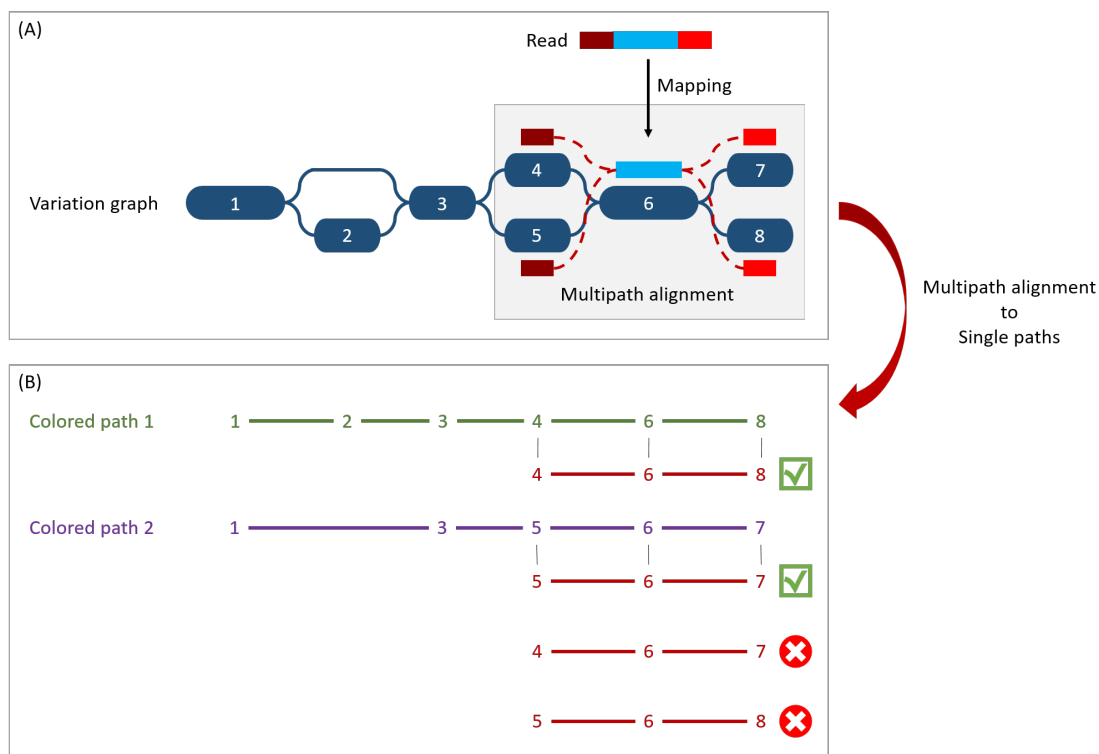 (A)
Read
Mapping
4
7
Variation graph
1
3
6
2
5
8
Multipath alignment
Multipath alignment
to
Single paths
(B)
Colored path 1 1 2 3 4 6 8
4 6 8
Colored path 2 1 3 5 6 7
5 6 7
4 6 7
5 6 8